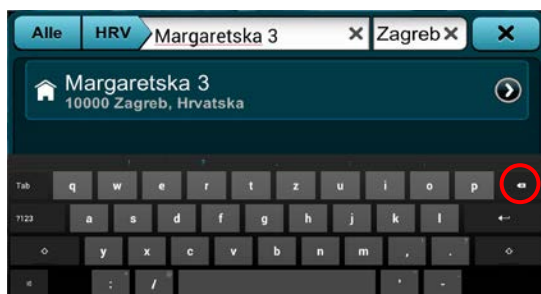 Alle HRV Margaretska 3 Zagreb
Margaretska 3
10000 Zagreb, Hrvatska
Tab q w e r t z u i o p
?123 a s d f g h j k l
y x c v b n m , .
: / ' -